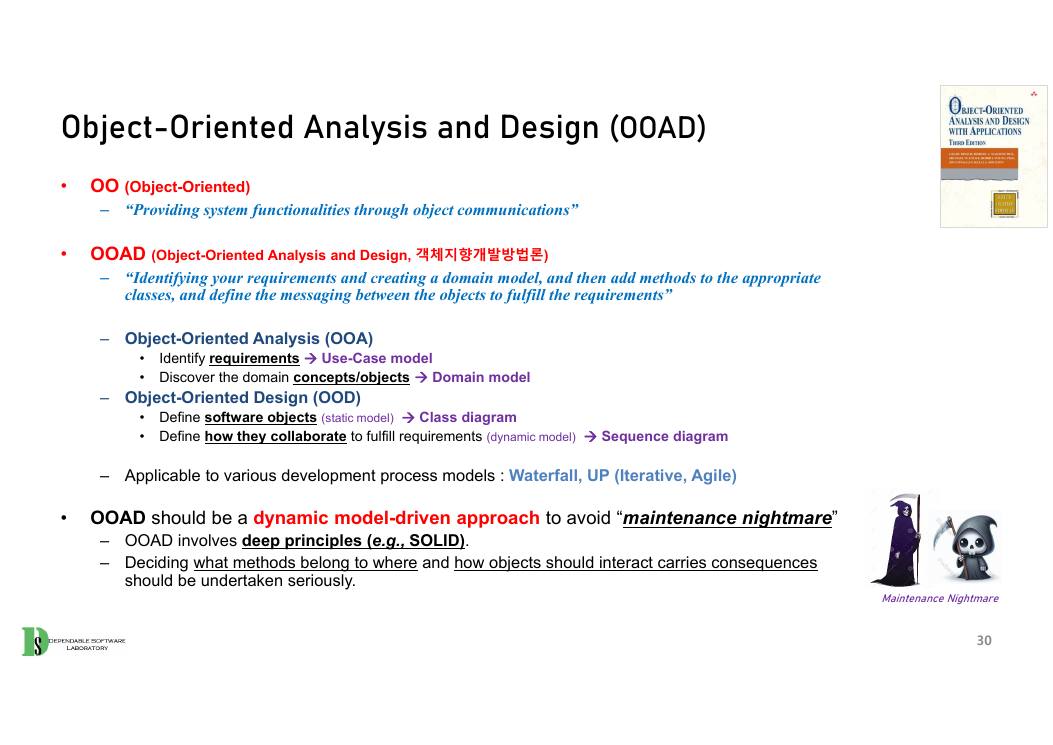 Object-Oriented Analysis and Design (OOAD)
OBJECT-ORIENTED
ANALYSIS AND DESIGN
WITH APPLICATIONS
THIRD EDITION
• OO (Object-Oriented)
– “Providing system functionalities through object communications”
• OOAD (Object-Oriented Analysis and Design, 객체지향개발방법론)
– “Identifying your requirements and creating a domain model, and then add methods to the appropriate
classes, and define the messaging between the objects to fulfill the requirements”
– Object-Oriented Analysis (OOA)
• Identify requirements → Use-Case model
• Discover the domain concepts/objects → Domain model
– Object-Oriented Design (OOD)
• Define software objects (static model) → Class diagram
• Define how they collaborate to fulfill requirements (dynamic model) → Sequence diagram
– Applicable to various development process models : Waterfall, UP (Iterative, Agile)
• OOAD should be a dynamic model-driven approach to avoid “maintenance nightmare”
– OOAD involves deep principles (e.g., SOLID).
– Deciding what methods belong to where and how objects should interact carries consequences
should be undertaken seriously.
Maintenance Nightmare
DS
DEPENDABLE SOFTWARE
LABORATORY
30